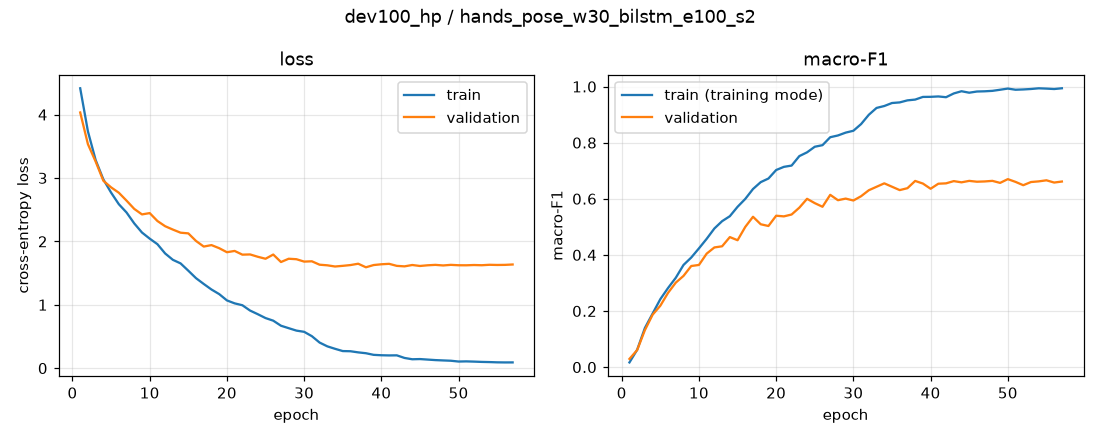 dev100_hp / hands_pose_w30_bilstm_e100_s2
loss
train
validation
cross-entropy loss
4
3
2
1
0
0 10 20 30 40 50
epoch
macro-F1
train (training mode)
validation
macro-F1
1.0
0.8
0.6
0.4
0.2
0.0
0 10 20 30 40 50
epoch